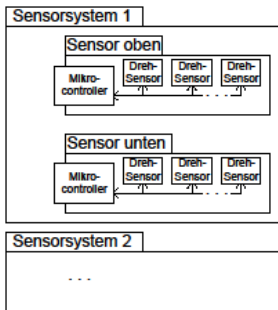 Sensorsystem 1
Sensor oben
Mikro-
controller
Dreh-
Sensor
Dreh-
Sensor
Dreh-
Sensor
Sensor unten
Mikro-
controller
Dreh-
Sensor
Dreh-
Sensor
Dreh-
Sensor
Sensorsystem 2
. . .